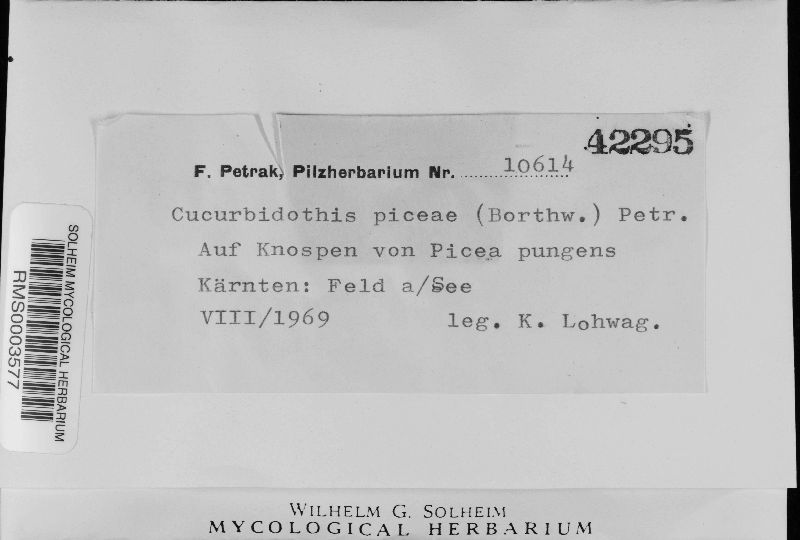 42295
F. Petrak, Pilzherbarium Nr. 10614
Cucurbidothis piceae (Borthw.) Petr.
Auf Knospen von Picea pungens
Kärnten: Feld a/See
VIII/1969 leg. K. Lohwag.
SOLHEIM MYCOLOGICAL HERBARIUM
RMS0003577
WILHELM G. SOLHEIM
MYCOLOGICAL HERBARIUM